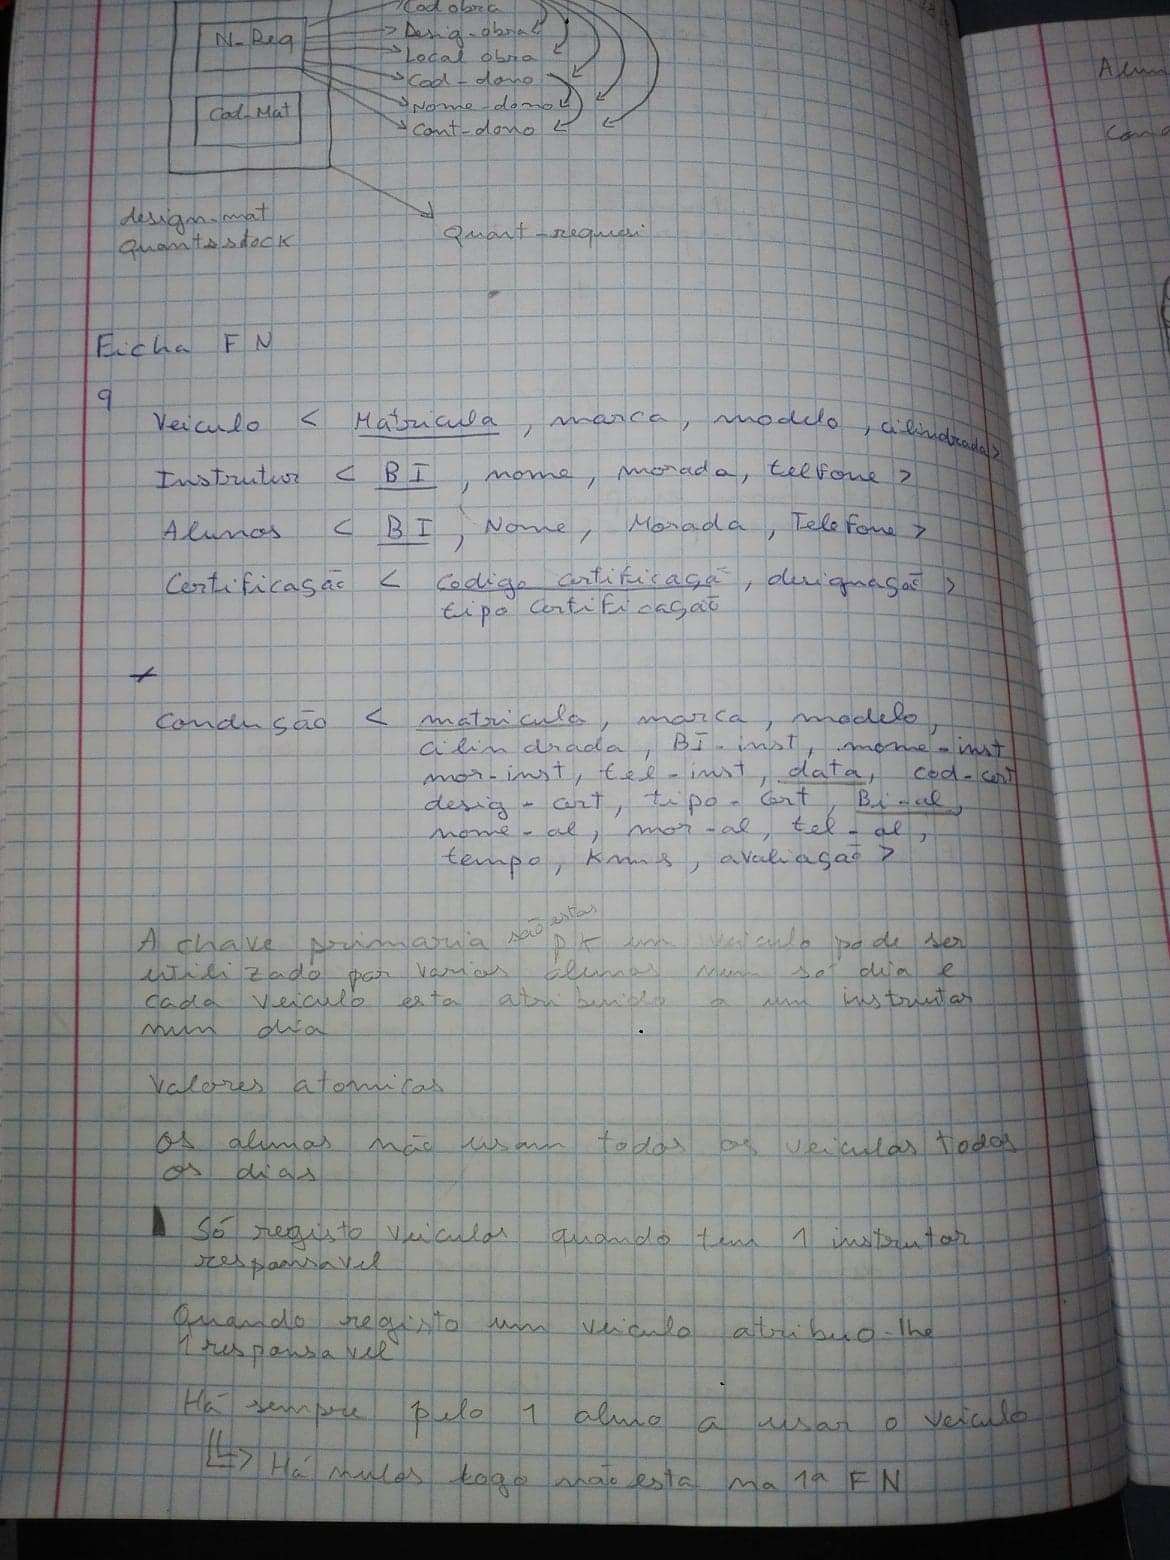 Cod obra
N-Req
Desig-obra
Local obra
Cod-dono
Nome-dono
Cod-Mat
Cont-dono
design-mat
Quant-requesi
Quantsstock
Ficha F N
9
Veiculo < Matricula, marca, modelo, cilindrada>
Instrutor < BI, nome, morada, telfone >
Alunos < BI, Nome, Morada, Telefone >
Certificação < Codigo certificaçã, designação >
tipo certificação
+
Condução < matricula, marca, modelo,
cilindrada, BI-inst, nome-inst
mor-inst, tel-inst, data, cod-cert
desig-cert, tipo-cert, Bi-al,
nome-al, mor-al, tel-al,
tempo, Kms, avaliação >
são estas
A chave primaria PK um veiculo pode ser
utilizado por varios alunos num só dia e
cada veiculo esta atribuido a um instrutor
num dia
Valores atomicos
Os alunos não usam todos os veiculos todos
os dias
Só registo veiculos quando tem 1 instrutor
responsavel
Quando registo um veiculo atribuo-lhe
1 responsavel
Há sempre pelo 1 aluno a usar o veiculo
Há nulos logo não esta na 1ª FN
Alun